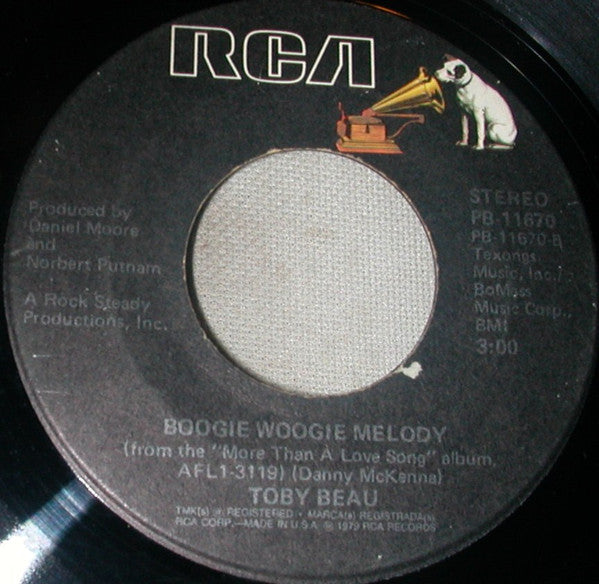 RCA
Produced by
Daniel Moore
and
Norbert Putnam
A Rock Steady
Productions, Inc.
STEREO
PB-11670
PB-11670-B
Texongs
Music, Inc./
BoMass
Music Corp.,
BMI
3:00
BOOGIE WOOGIE MELODY
(from the "More Than A Love Song" album,
AFL1-3119) (Danny McKenna)
TOBY BEAU
TMK(s) ® REGISTERED • MARCA(s) REGISTRADA(s)
RCA CORP.—MADE IN U.S.A. ℗ 1979 RCA RECORDS